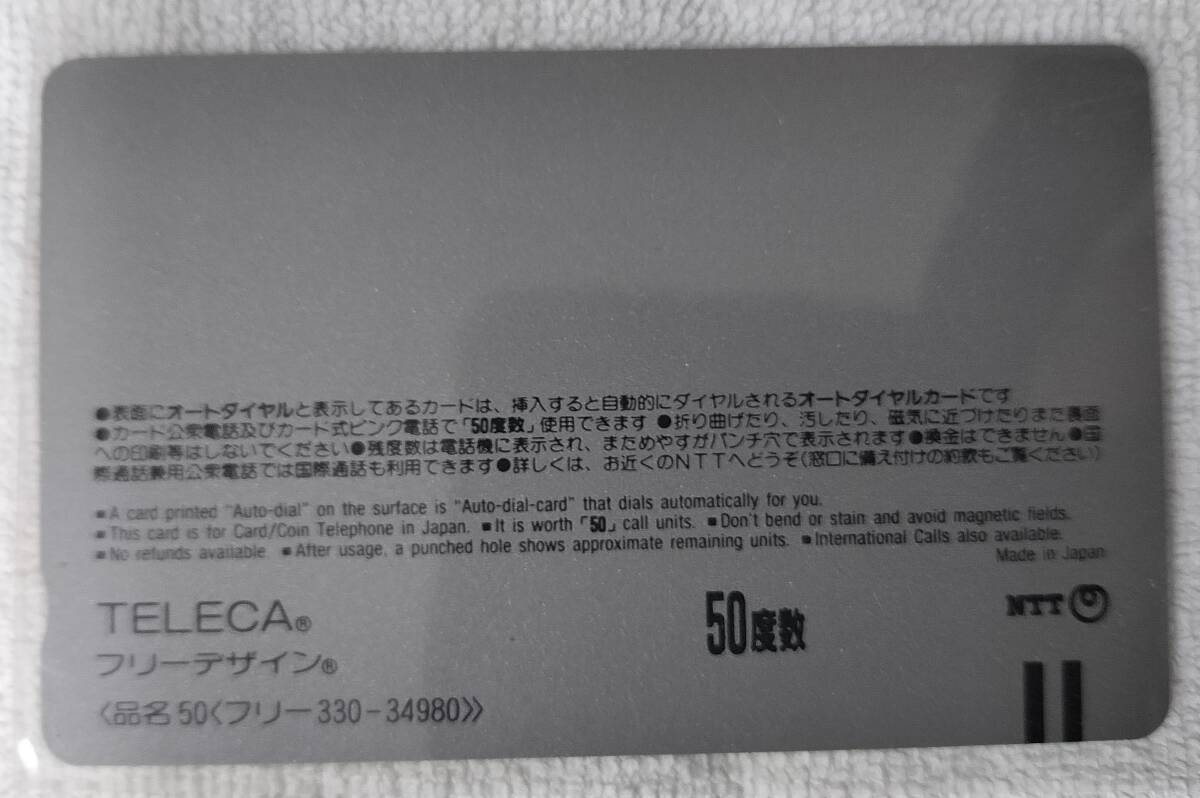 ●表面にオートダイヤルと表示してあるカードは、挿入すると自動的にダイヤルされるオートダイヤルカードです
●カード公衆電話及びカード式ピンク電話で「50度数」使用できます ●折り曲げたり、汚したり、磁気に近づけたりまた裏面
への印刷等はしないでください●残度数は電話機に表示され、まためやすがパンチ穴で表示されます●換金はできません●国
際通話兼用公衆電話では国際通話も利用できます●詳しくは、お近くのNTTへどうぞ(窓口に備え付けの約款もご覧ください)
■A card printed "Auto-dial" on the surface is "Auto-dial-card" that dials automatically for you.
■This card is for Card/Coin Telephone in Japan. ■It is worth「50」call units. ■Don't bend or stain and avoid magnetic fields.
■No refunds available. ■After usage, a punched hole shows approximate remaining units. ■International Calls also available.
Made in Japan
TELECA®
50度数
NTT
フリーデザイン®
〈品名50〈フリー330-34980〉〉